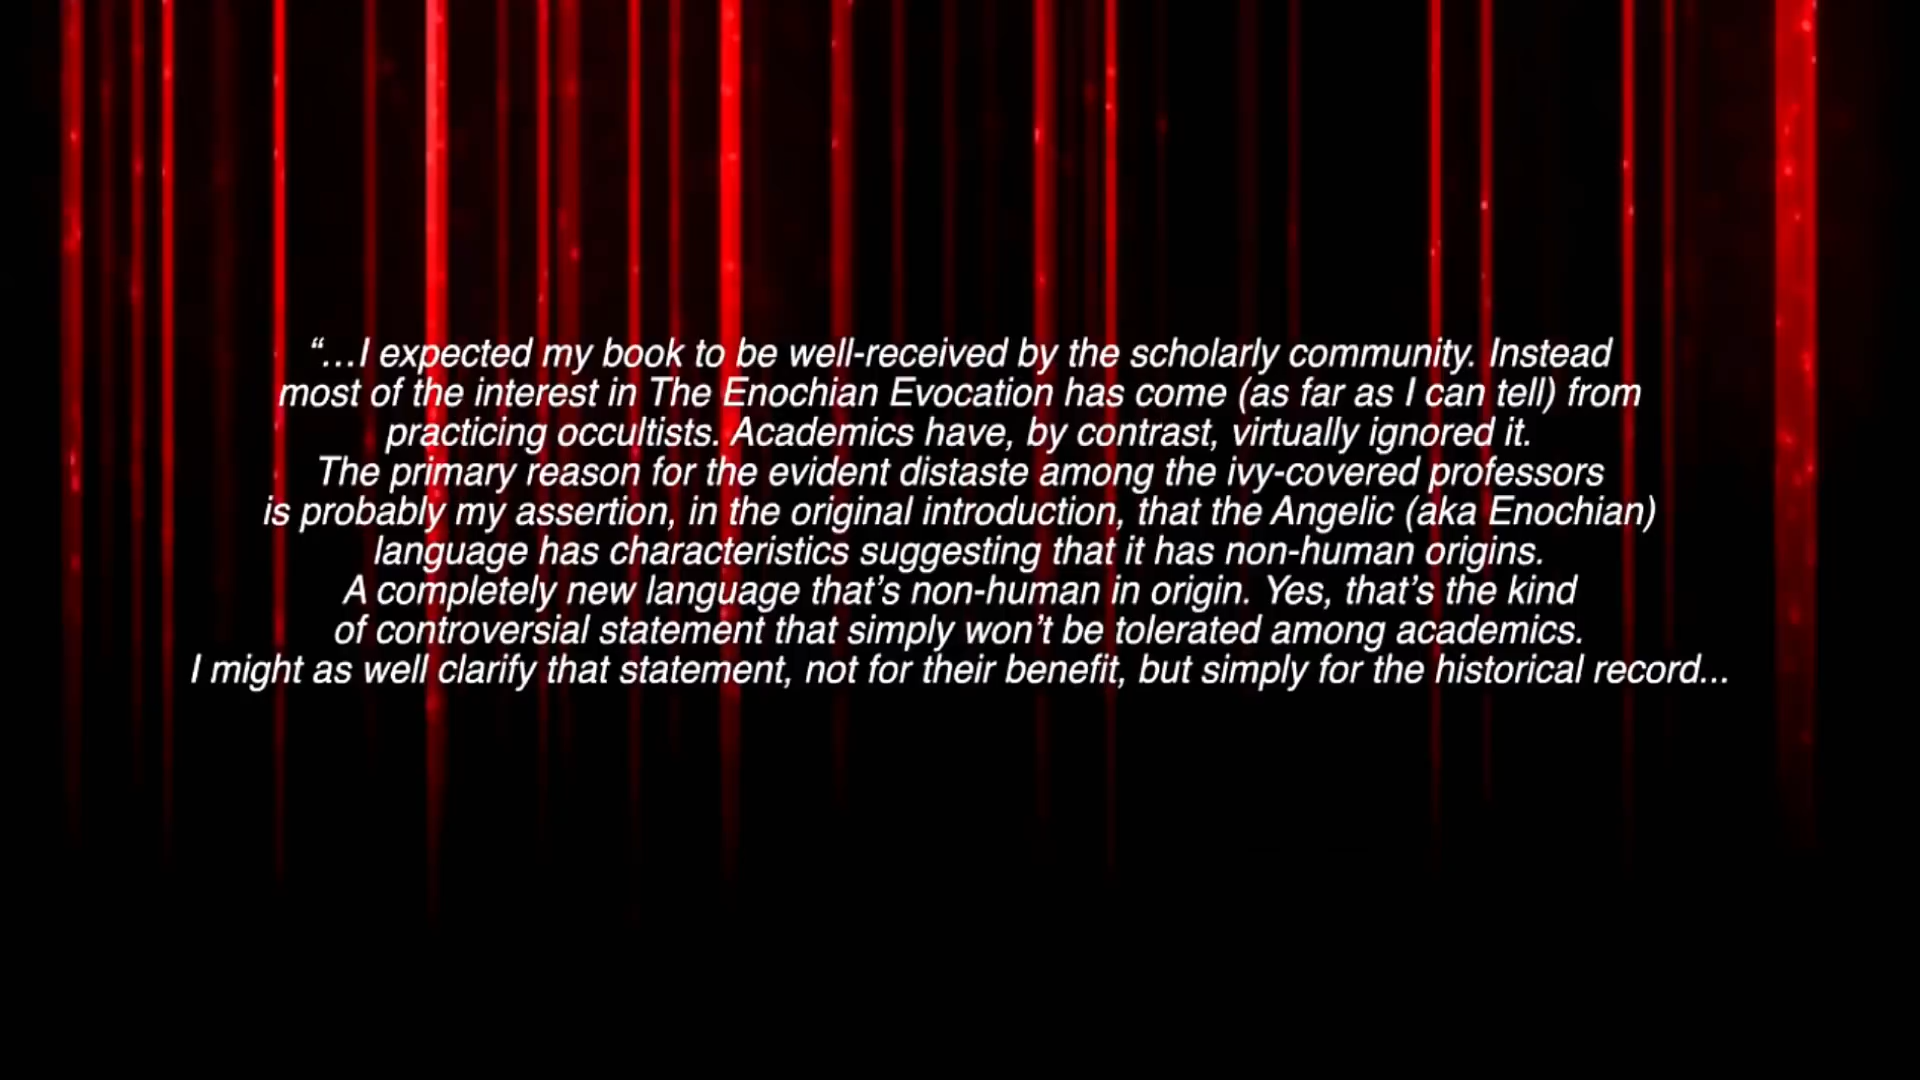 “...I expected my book to be well-received by the scholarly community. Instead
most of the interest in The Enochian Evocation has come (as far as I can tell) from
practicing occultists. Academics have, by contrast, virtually ignored it.
The primary reason for the evident distaste among the ivy-covered professors
is probably my assertion, in the original introduction, that the Angelic (aka Enochian)
language has characteristics suggesting that it has non-human origins.
A completely new language that’s non-human in origin. Yes, that’s the kind
of controversial statement that simply won’t be tolerated among academics.
I might as well clarify that statement, not for their benefit, but simply for the historical record...